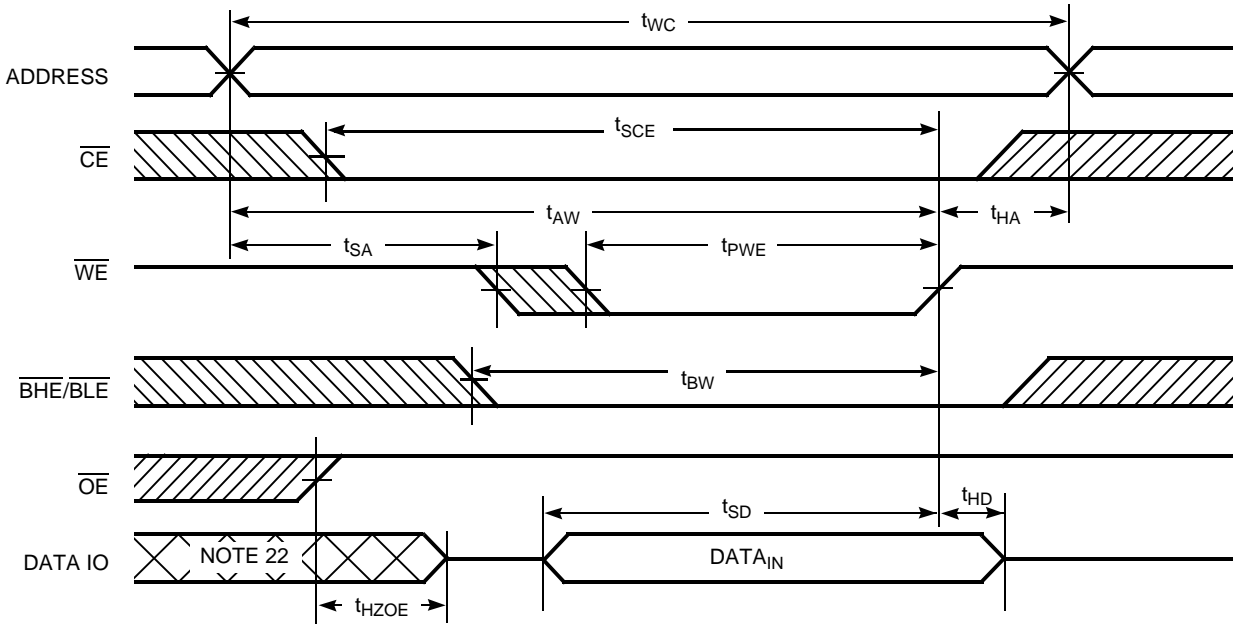 tWC
ADDRESS
tSCE
CE
tAW
tHA
tSA
tPWE
WE
tBW
BHE/BLE
OE
tSD
tHD
DATA IO
NOTE 22
DATAIN
tHZOE